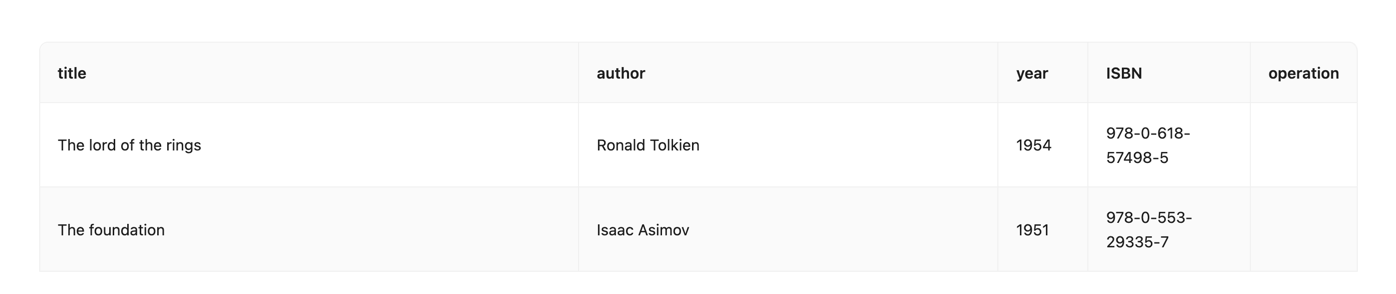 title author year ISBN operation
The lord of the rings Ronald Tolkien 1954 978-0-618-
57498-5
The foundation Isaac Asimov 1951 978-0-553-
29335-7